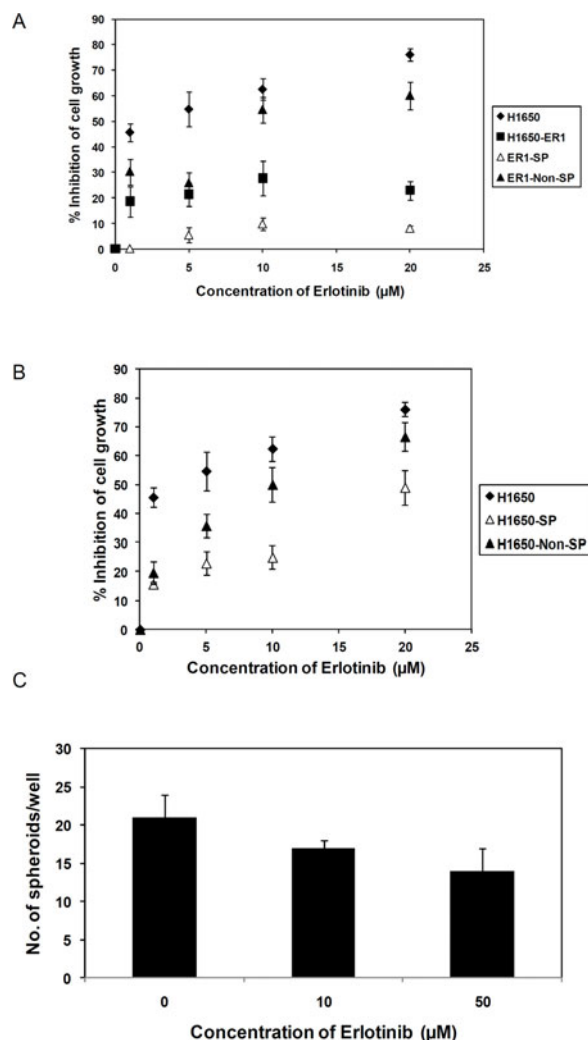 A
% Inhibition of cell growth
90
80
70
60
50
40
30
20
10
0
0 5 10 15 20 25
Concentration of Erlotinib (µM)
H1650
H1650-ER1
ER1-SP
ER1-Non-SP
B
% Inhibition of cell growth
90
80
70
60
50
40
30
20
10
0
0 5 10 15 20 25
Concentration of Erlotinib (µM)
H1650
H1650-SP
H1650-Non-SP
C
No. of spheroids/well
30
25
20
15
10
5
0
0 10 50
Concentration of Erlotinib (µM)